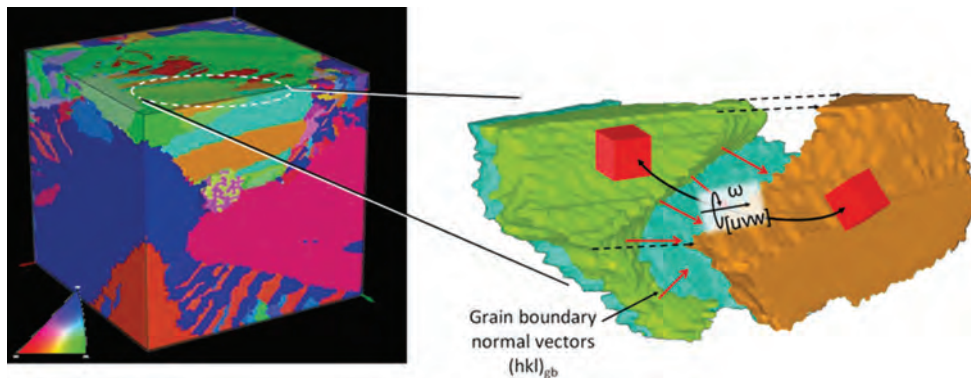 ω
[uvw]
Grain boundary
normal vectors
(hkl)gb